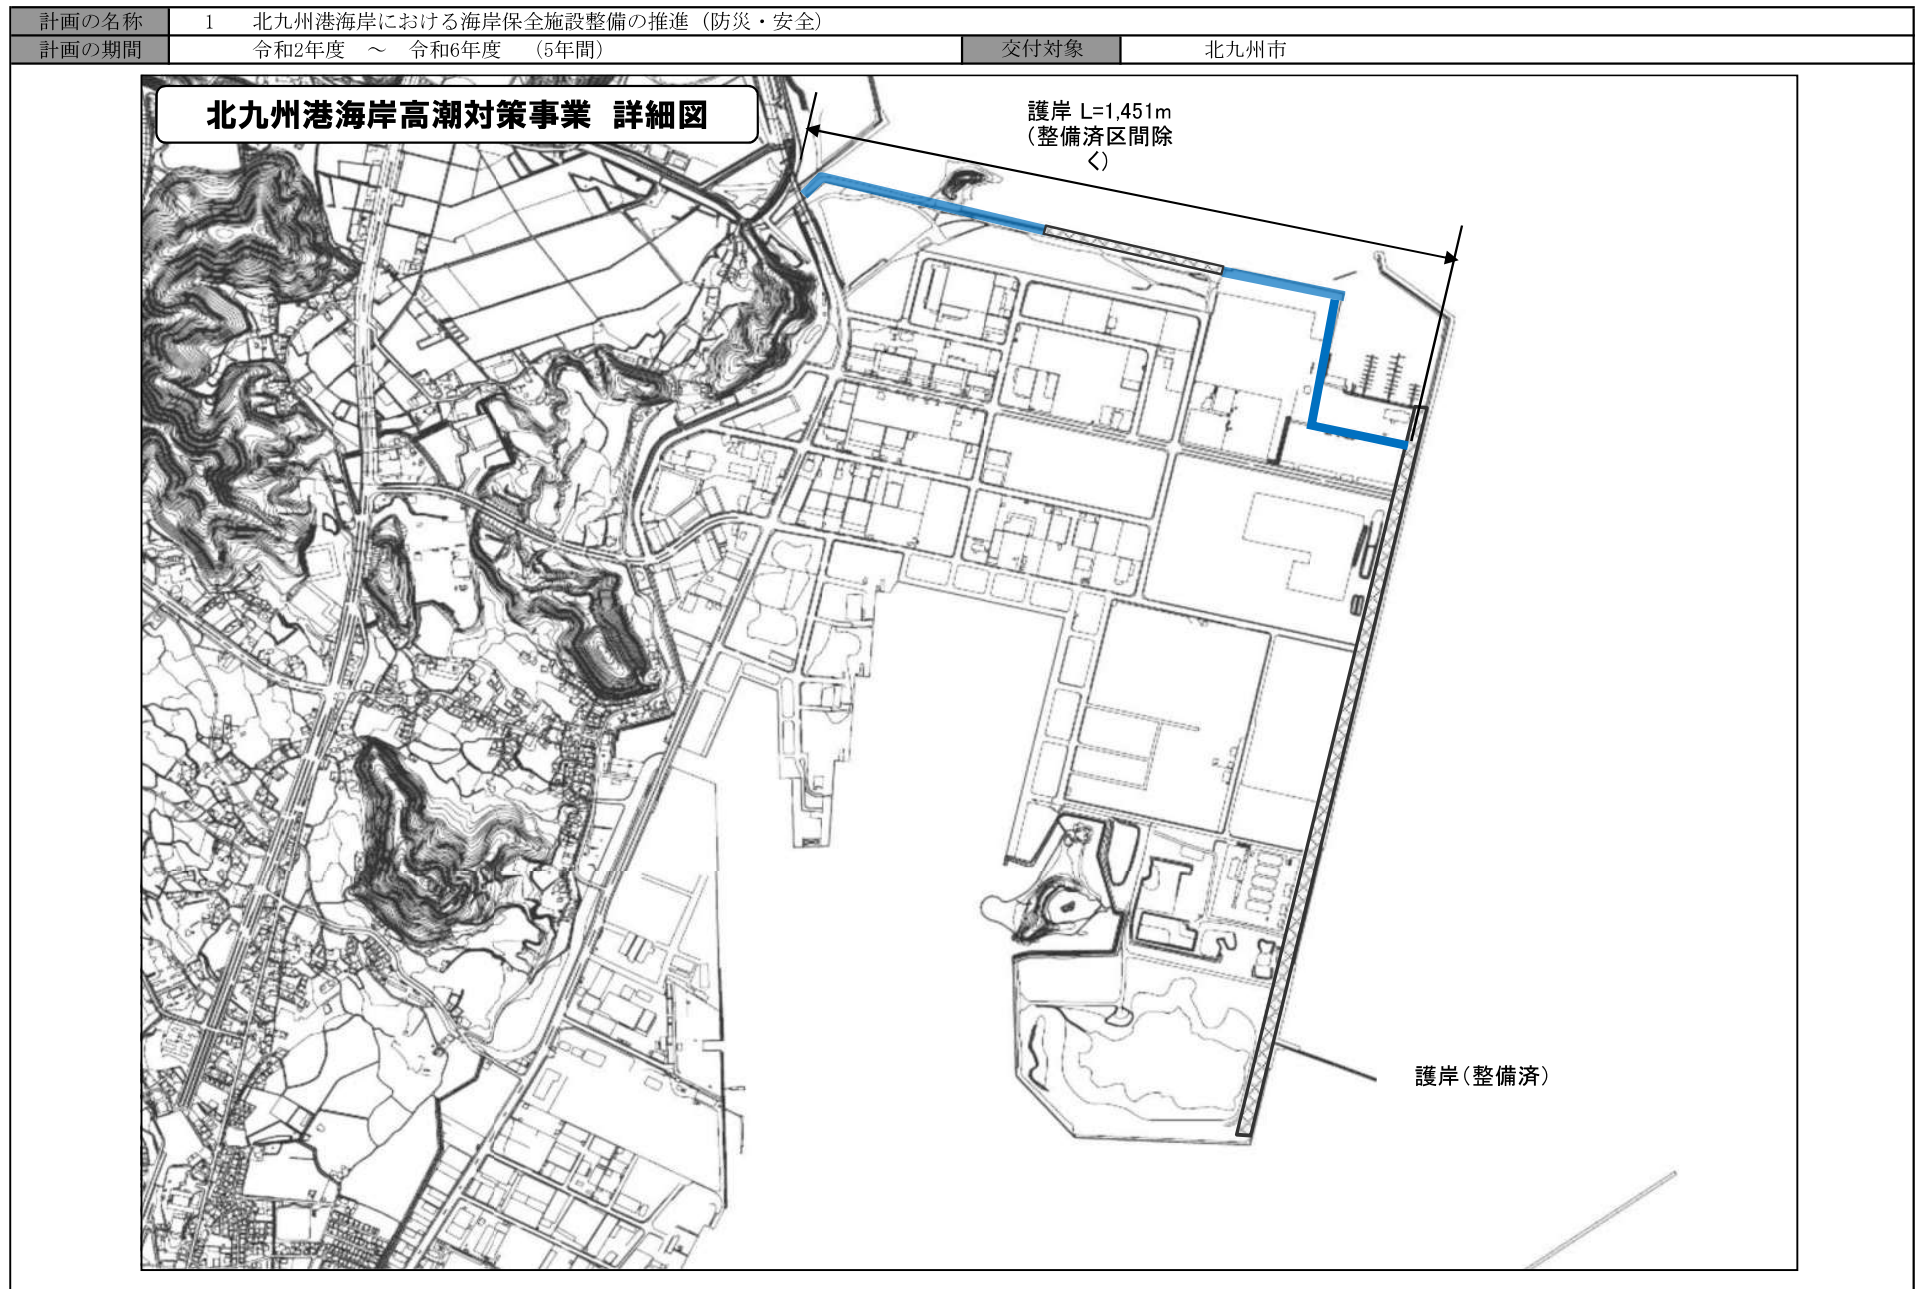 計画の名称 1 北九州港海岸における海岸保全施設整備の推進（防災・安全）
計画の期間 令和2年度 ～ 令和6年度 （5年間） 交付対象 北九州市
北九州港海岸高潮対策事業 詳細図
護岸 L=1,451m
（整備済区間除
く）
護岸（整備済）